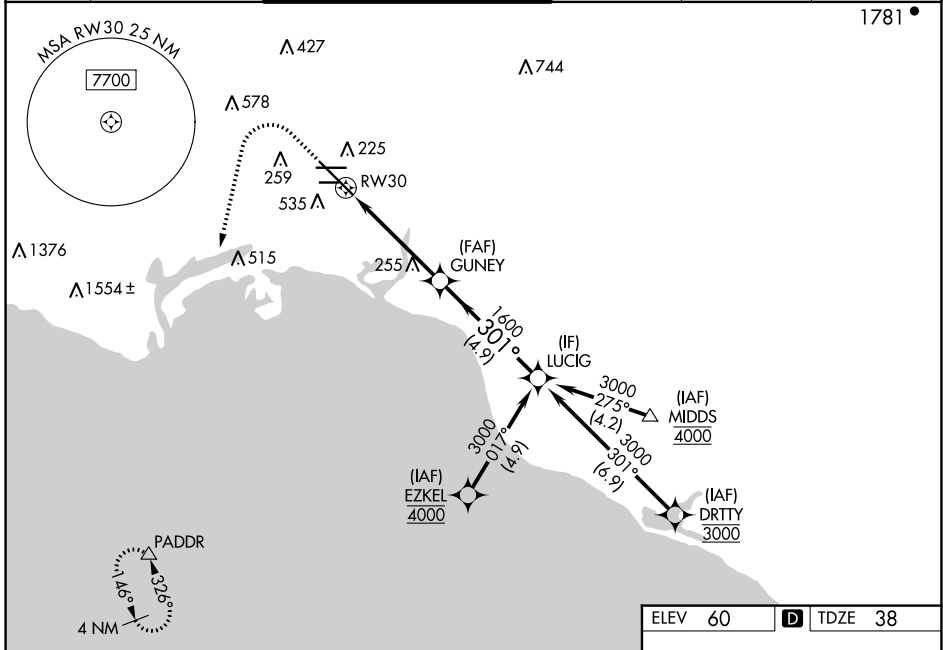 1781
MSA RW30 25 NM
7700
427
744
578
225
259
RW30
535
1376
515
255
(FAF)
GUNEY
1554 ±
1600
301°
(4.9)
(IF)
LUCIG
3000
275°
(4.2)
(IAF)
MIDDS
4000
3000
017°
(4.9)
3000
301°
(6.9)
(IAF)
EZKEL
4000
(IAF)
DRTTY
3000
PADDR
146°
326°
4 NM
ELEV 60 D TDZE 38